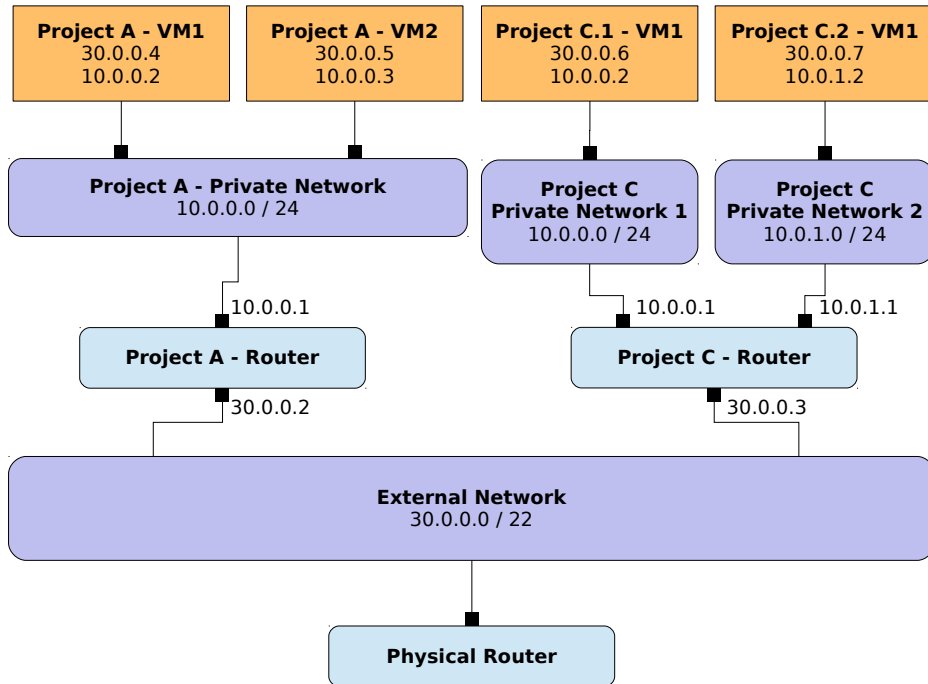 Project A - VM1
30.0.0.4
10.0.0.2
Project A - VM2
30.0.0.5
10.0.0.3
Project C.1 - VM1
30.0.0.6
10.0.0.2
Project C.2 - VM1
30.0.0.7
10.0.1.2
Project A - Private Network
10.0.0.0 / 24
Project C
Private Network 1
10.0.0.0 / 24
Project C
Private Network 2
10.0.1.0 / 24
10.0.0.1
10.0.0.1
10.0.1.1
Project A - Router
Project C - Router
30.0.0.2
30.0.0.3
External Network
30.0.0.0 / 22
Physical Router